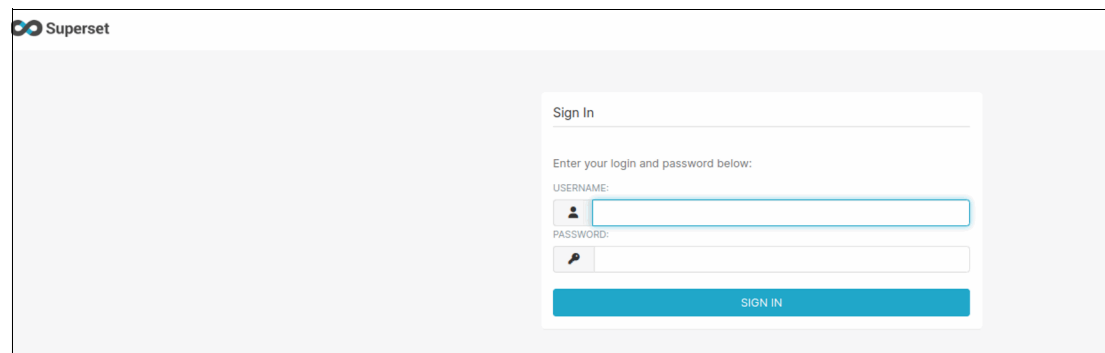 Superset
Sign In
Enter your login and password below:
USERNAME:
PASSWORD:
SIGN IN